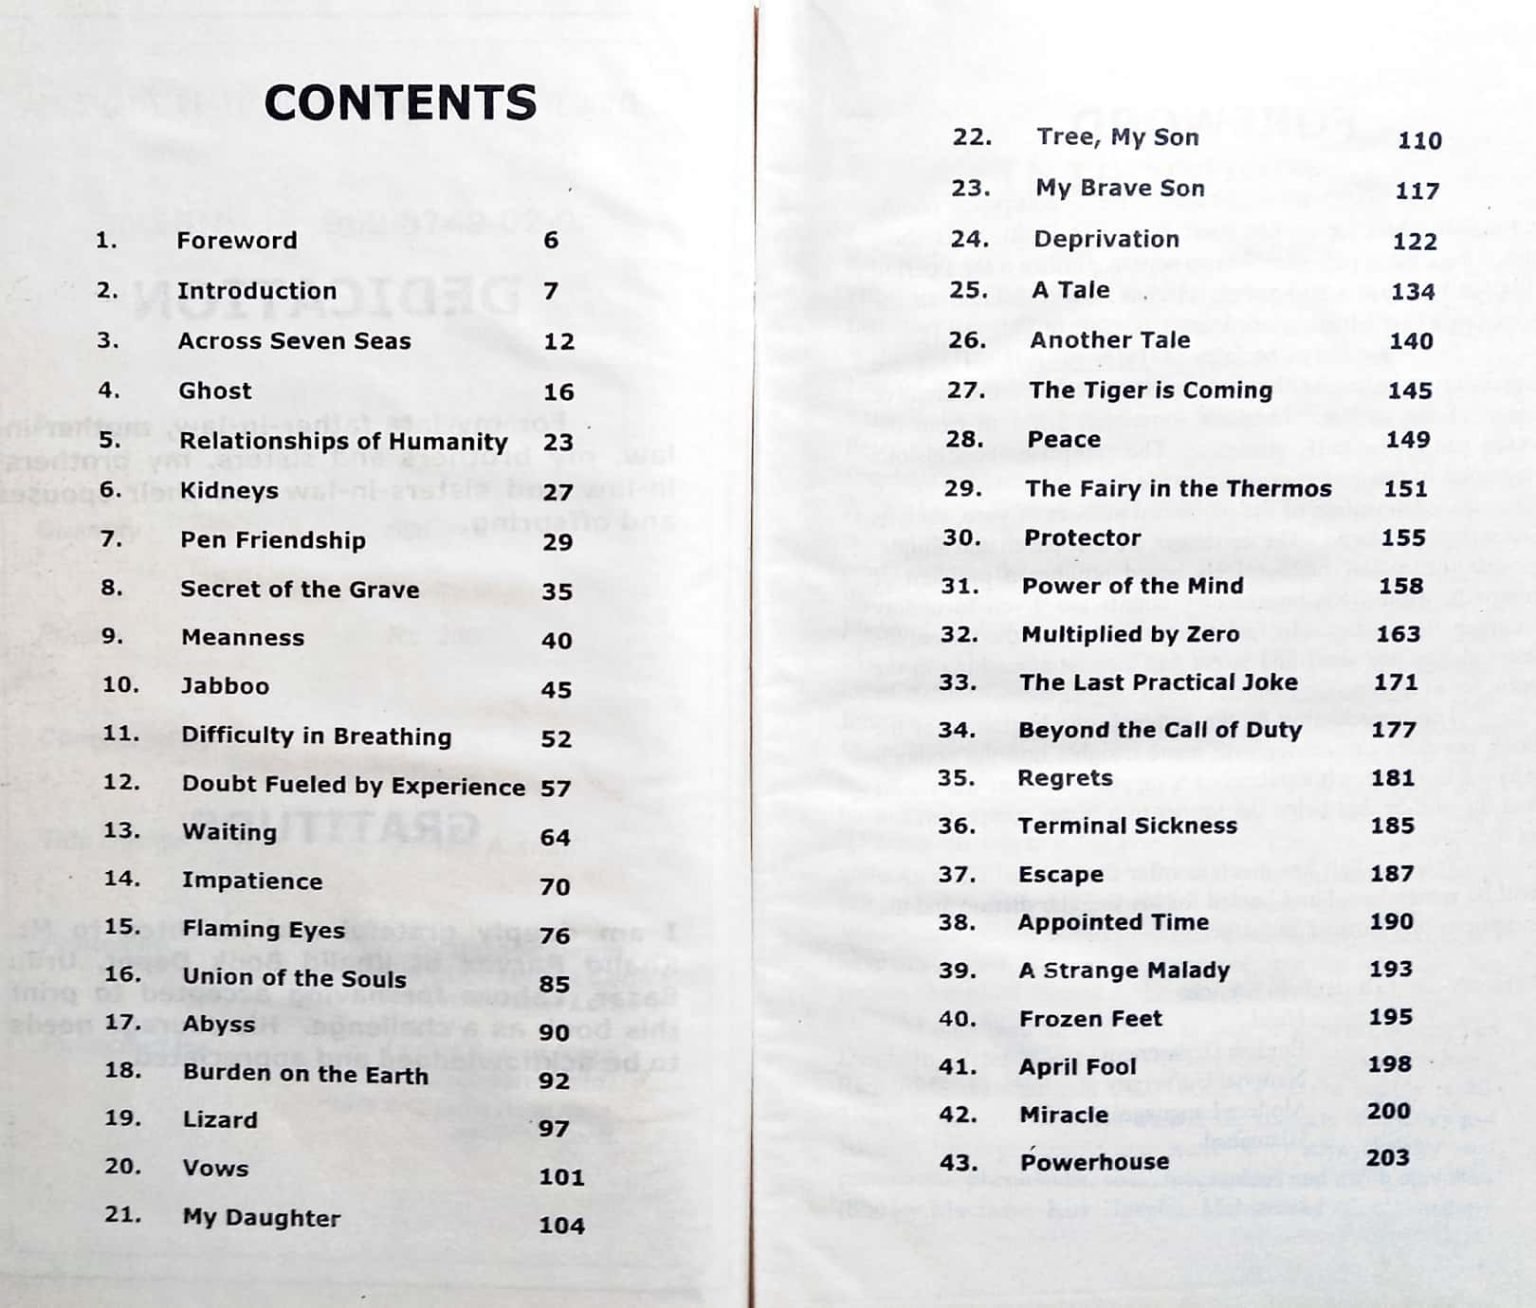 CONTENTS
1. Foreword 6
2. Introduction 7
3. Across Seven Seas 12
4. Ghost 16
5. Relationships of Humanity 23
6. Kidneys 27
7. Pen Friendship 29
8. Secret of the Grave 35
9. Meanness 40
10. Jabboo 45
11. Difficulty in Breathing 52
12. Doubt Fueled by Experience 57
13. Waiting 64
14. Impatience 70
15. Flaming Eyes 76
16. Union of the Souls 85
17. Abyss 90
18. Burden on the Earth 92
19. Lizard 97
20. Vows 101
21. My Daughter 104
22. Tree, My Son 110
23. My Brave Son 117
24. Deprivation 122
25. A Tale 134
26. Another Tale 140
27. The Tiger is Coming 145
28. Peace 149
29. The Fairy in the Thermos 151
30. Protector 155
31. Power of the Mind 158
32. Multiplied by Zero 163
33. The Last Practical Joke 171
34. Beyond the Call of Duty 177
35. Regrets 181
36. Terminal Sickness 185
37. Escape 187
38. Appointed Time 190
39. A Strange Malady 193
40. Frozen Feet 195
41. April Fool 198
42. Miracle 200
43. Powerhouse 203